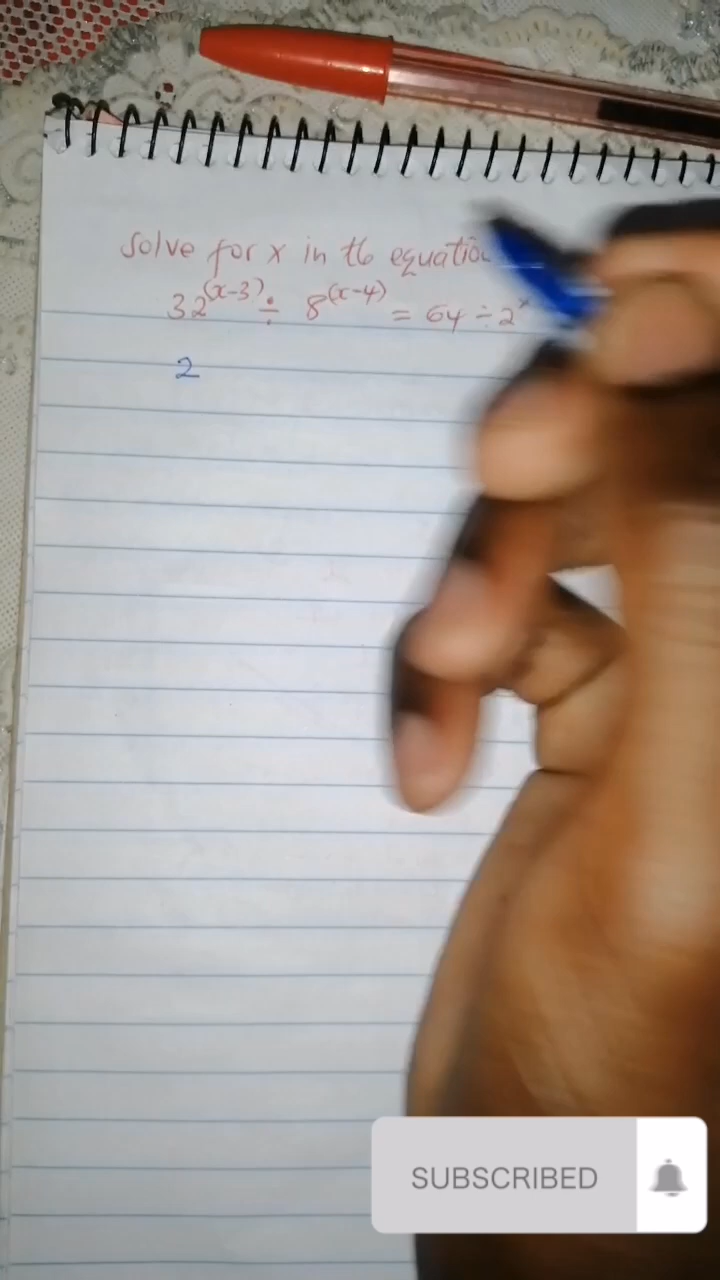 Solve for x in the equation
32^(x-3) ÷ 8^(x-4) = 64 ÷ 2^x
2
SUBSCRIBED